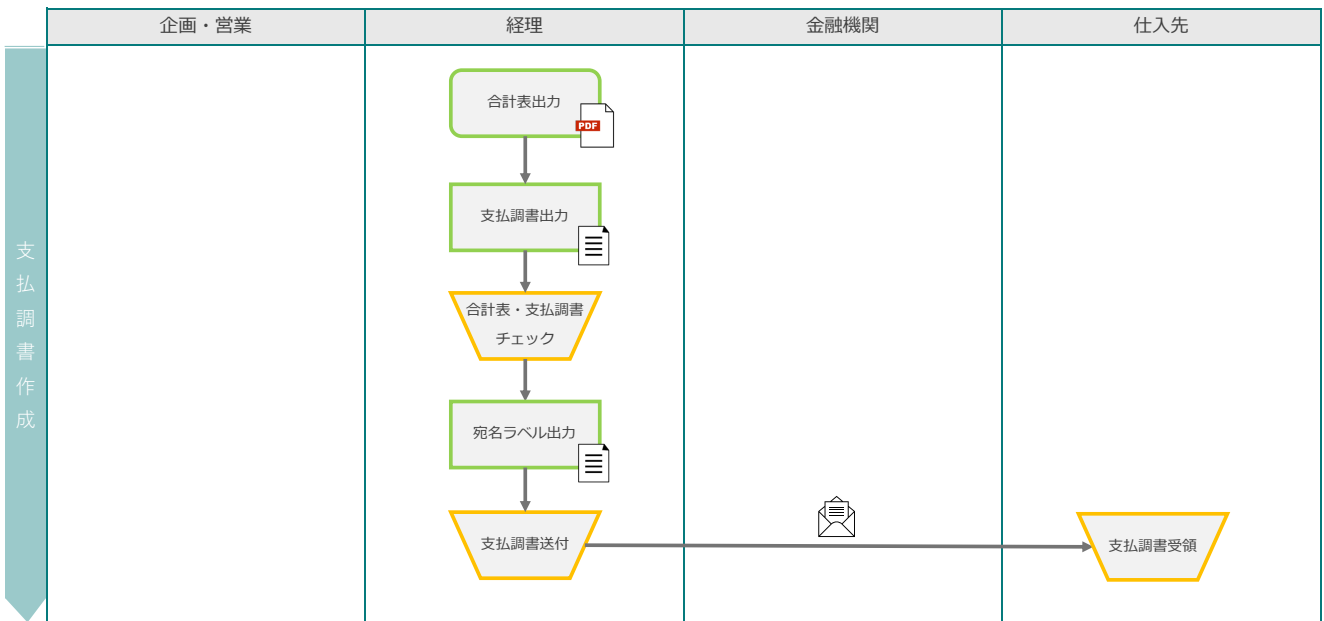 企画・営業
経理
金融機関
仕入先
支払調書作成
合計表出力
PDF
支払調書出力
合計表・支払調書
チェック
宛名ラベル出力
支払調書送付
支払調書受領